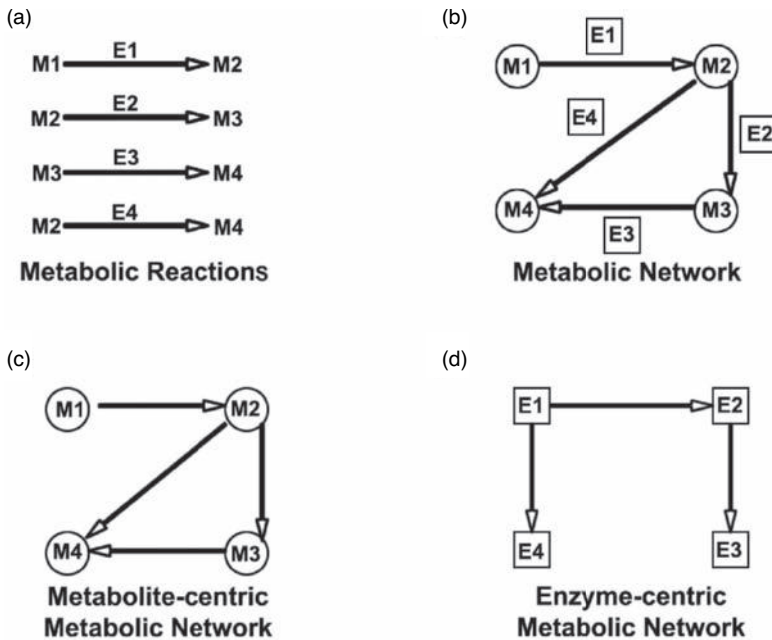 (a)
E1
M1 M2
E2
M2 M3
E3
M3 M4
E4
M2 M4
Metabolic Reactions
(b)
E1
M1 M2
E4
E2
M4 M3
E3
Metabolic Network
(c)
M1 M2
M4 M3
Metabolite-centric
Metabolic Network
(d)
E1 E2
E4 E3
Enzyme-centric
Metabolic Network